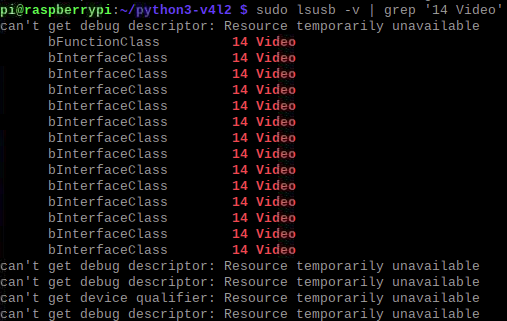 pi@raspberrypi:~/python3-v4l2 $ sudo lsusb -v | grep '14 Video'
can't get debug descriptor: Resource temporarily unavailable
      bFunctionClass         14 Video
      bInterfaceClass        14 Video
      bInterfaceClass        14 Video
      bInterfaceClass        14 Video
      bInterfaceClass        14 Video
      bInterfaceClass        14 Video
      bInterfaceClass        14 Video
      bInterfaceClass        14 Video
      bInterfaceClass        14 Video
      bInterfaceClass        14 Video
      bInterfaceClass        14 Video
      bInterfaceClass        14 Video
      bInterfaceClass        14 Video
      bInterfaceClass        14 Video
can't get debug descriptor: Resource temporarily unavailable
can't get debug descriptor: Resource temporarily unavailable
can't get device qualifier: Resource temporarily unavailable
can't get debug descriptor: Resource temporarily unavailable